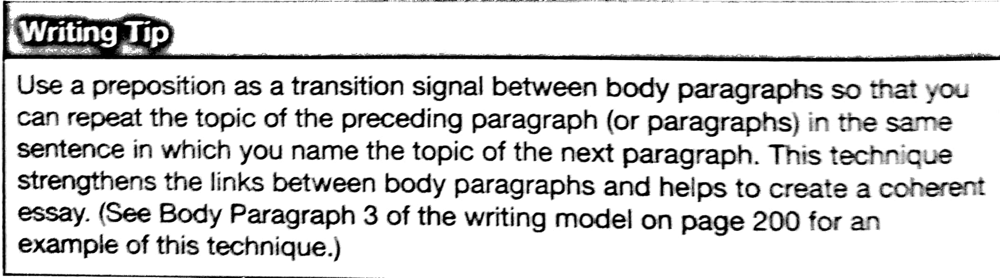 Writing Tip
Use a preposition as a transition signal between body paragraphs so that you
can repeat the topic of the preceding paragraph (or paragraphs) in the same
sentence in which you name the topic of the next paragraph. This technique
strengthens the links between body paragraphs and helps to create a coherent
essay. (See Body Paragraph 3 of the writing model on page 200 for an
example of this technique.)